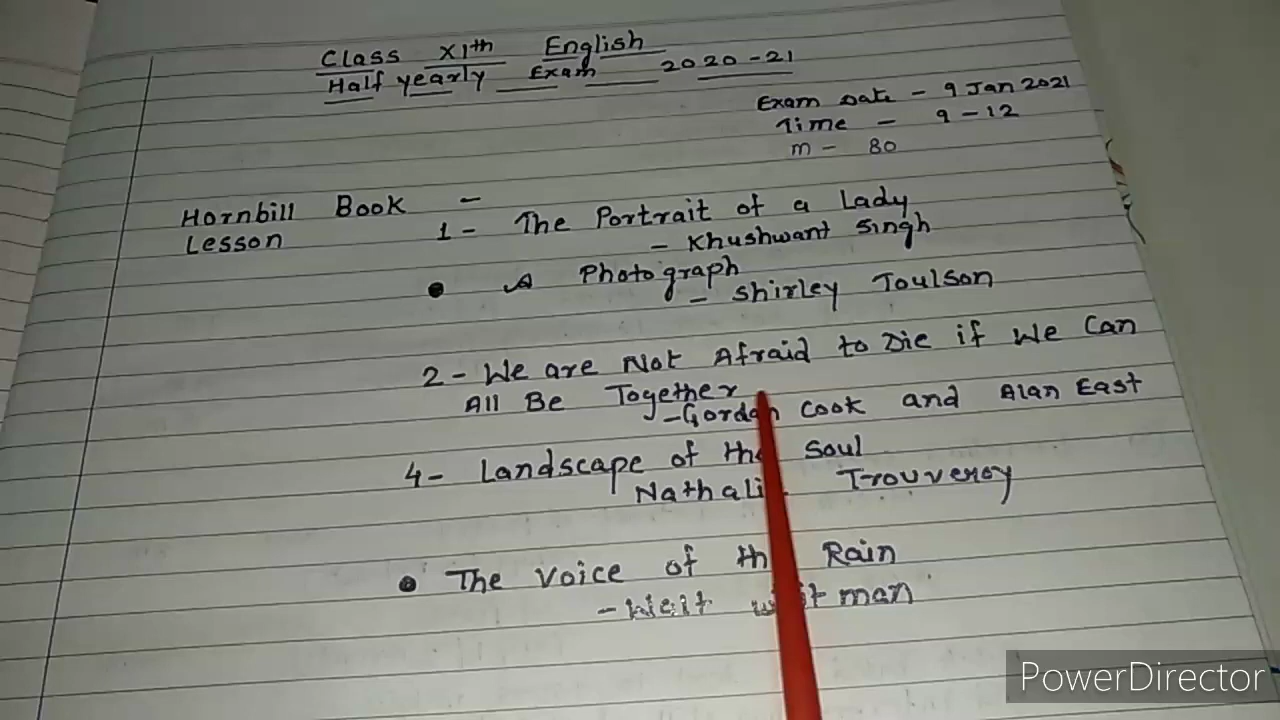 Class XIth English
Half yearly Exam 2020-21
Exam Date - 9 Jan 2021
Time - 9-12
m - 80
Hornbill Book -
Lesson 1- The Portrait of a Lady
- Khushwant Singh
• A Photograph
- Shirley Toulson
2- We are Not Afraid to Die if We Can
All Be Together
- Gordan Cook and Alan East
4- Landscape of the Soul
Nathali Trouveroy
• The Voice of the Rain
- man
PowerDirector